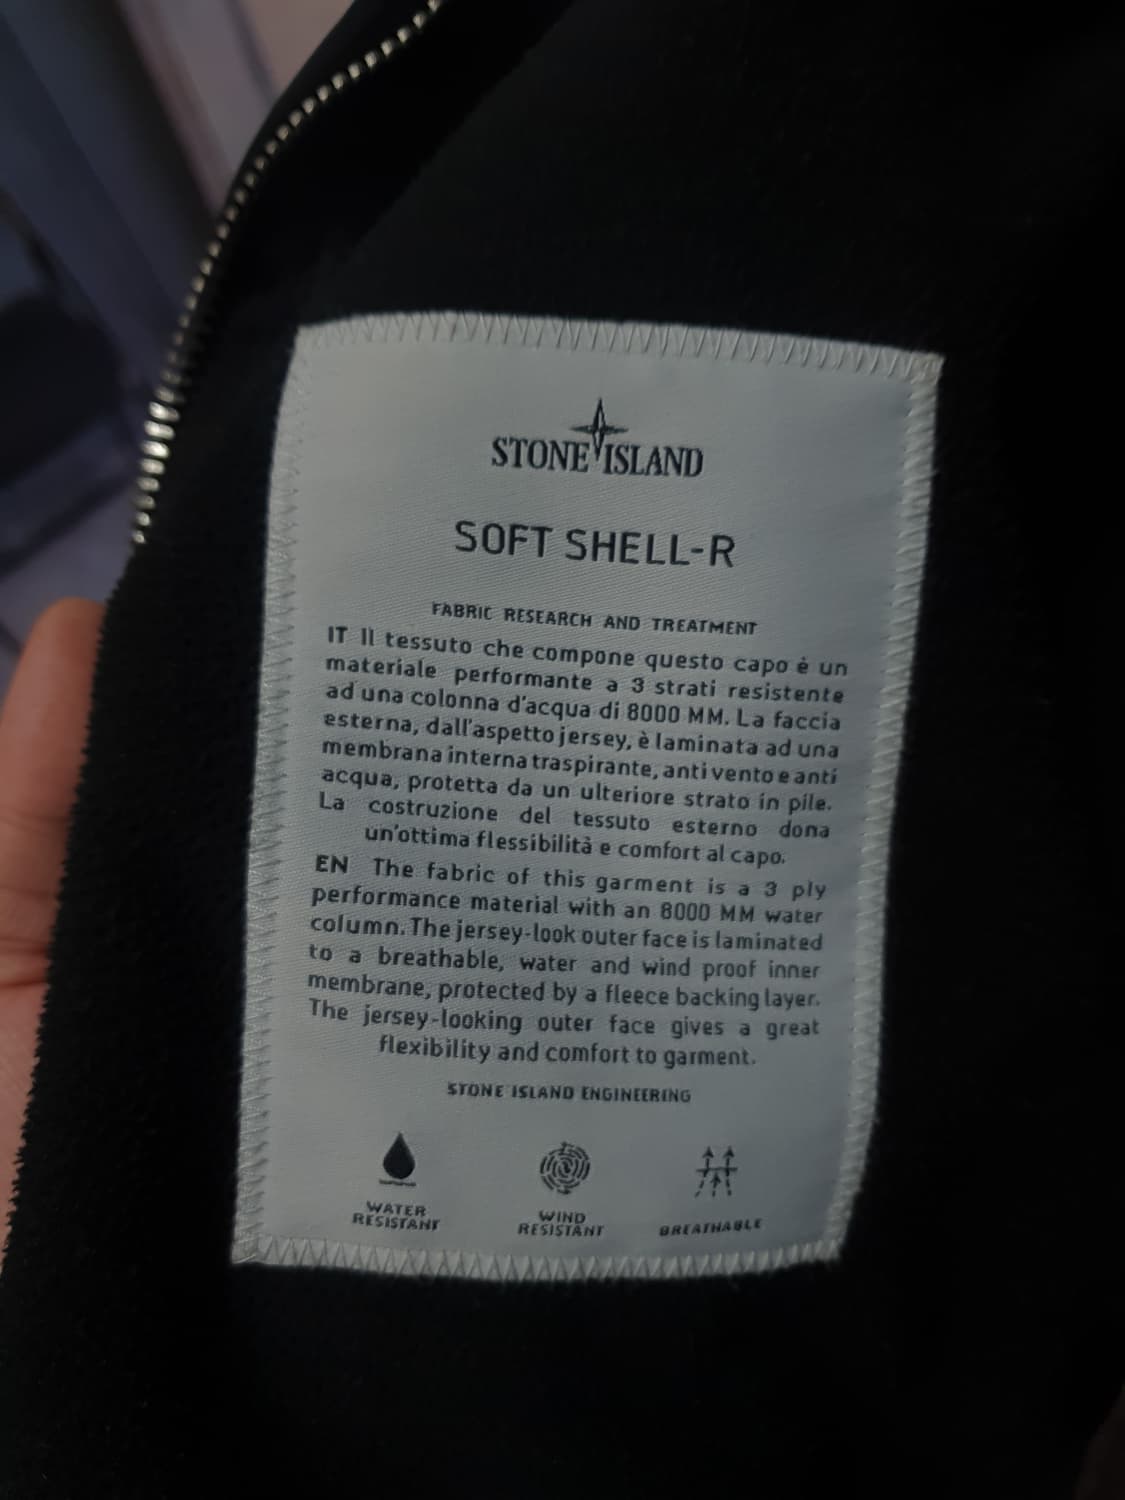 STONE ISLAND
SOFT SHELL-R
FABRIC RESEARCH AND TREATMENT
IT Il tessuto che compone questo capo è un
materiale performante a 3 strati resistente
ad una colonna d'acqua di 8000 MM. La faccia
esterna, dall'aspetto jersey, è laminata ad una
membrana interna traspirante, anti vento e anti
acqua, protetta da un ulteriore strato in pile.
La costruzione del tessuto esterno dona
un'ottima flessibilità e comfort al capo.
EN The fabric of this garment is a 3 ply
performance material with an 8000 MM water
column. The jersey-look outer face is laminated
to a breathable, water and wind proof inner
membrane, protected by a fleece backing layer.
The jersey-looking outer face gives a great
flexibility and comfort to garment.
STONE ISLAND ENGINEERING
WATER
RESISTANT
WIND
RESISTANT
BREATHABLE